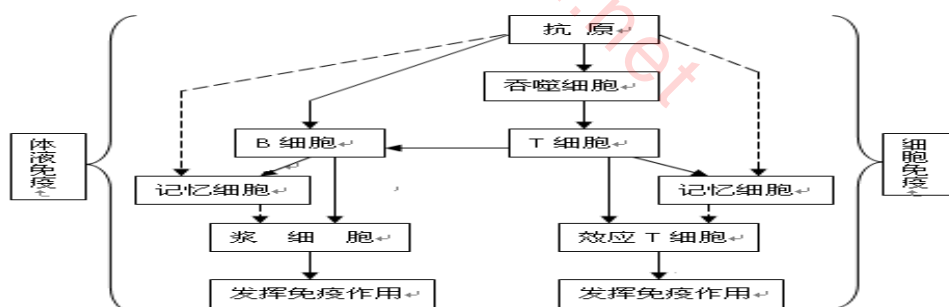 抗 原
吞噬细胞
B 细胞
T 细胞
体液免疫
细胞免疫
记忆细胞
记忆细胞
浆 细 胞
效应 T 细胞
发挥免疫作用
发挥免疫作用